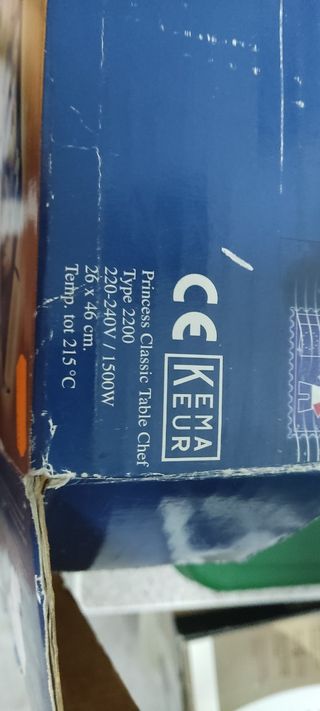 CE
KEMA
KEUR
Princess Classic Table Chef
Type 2200
220-240V / 1500W
26 x 46 cm.
Temp. tot 215 °C